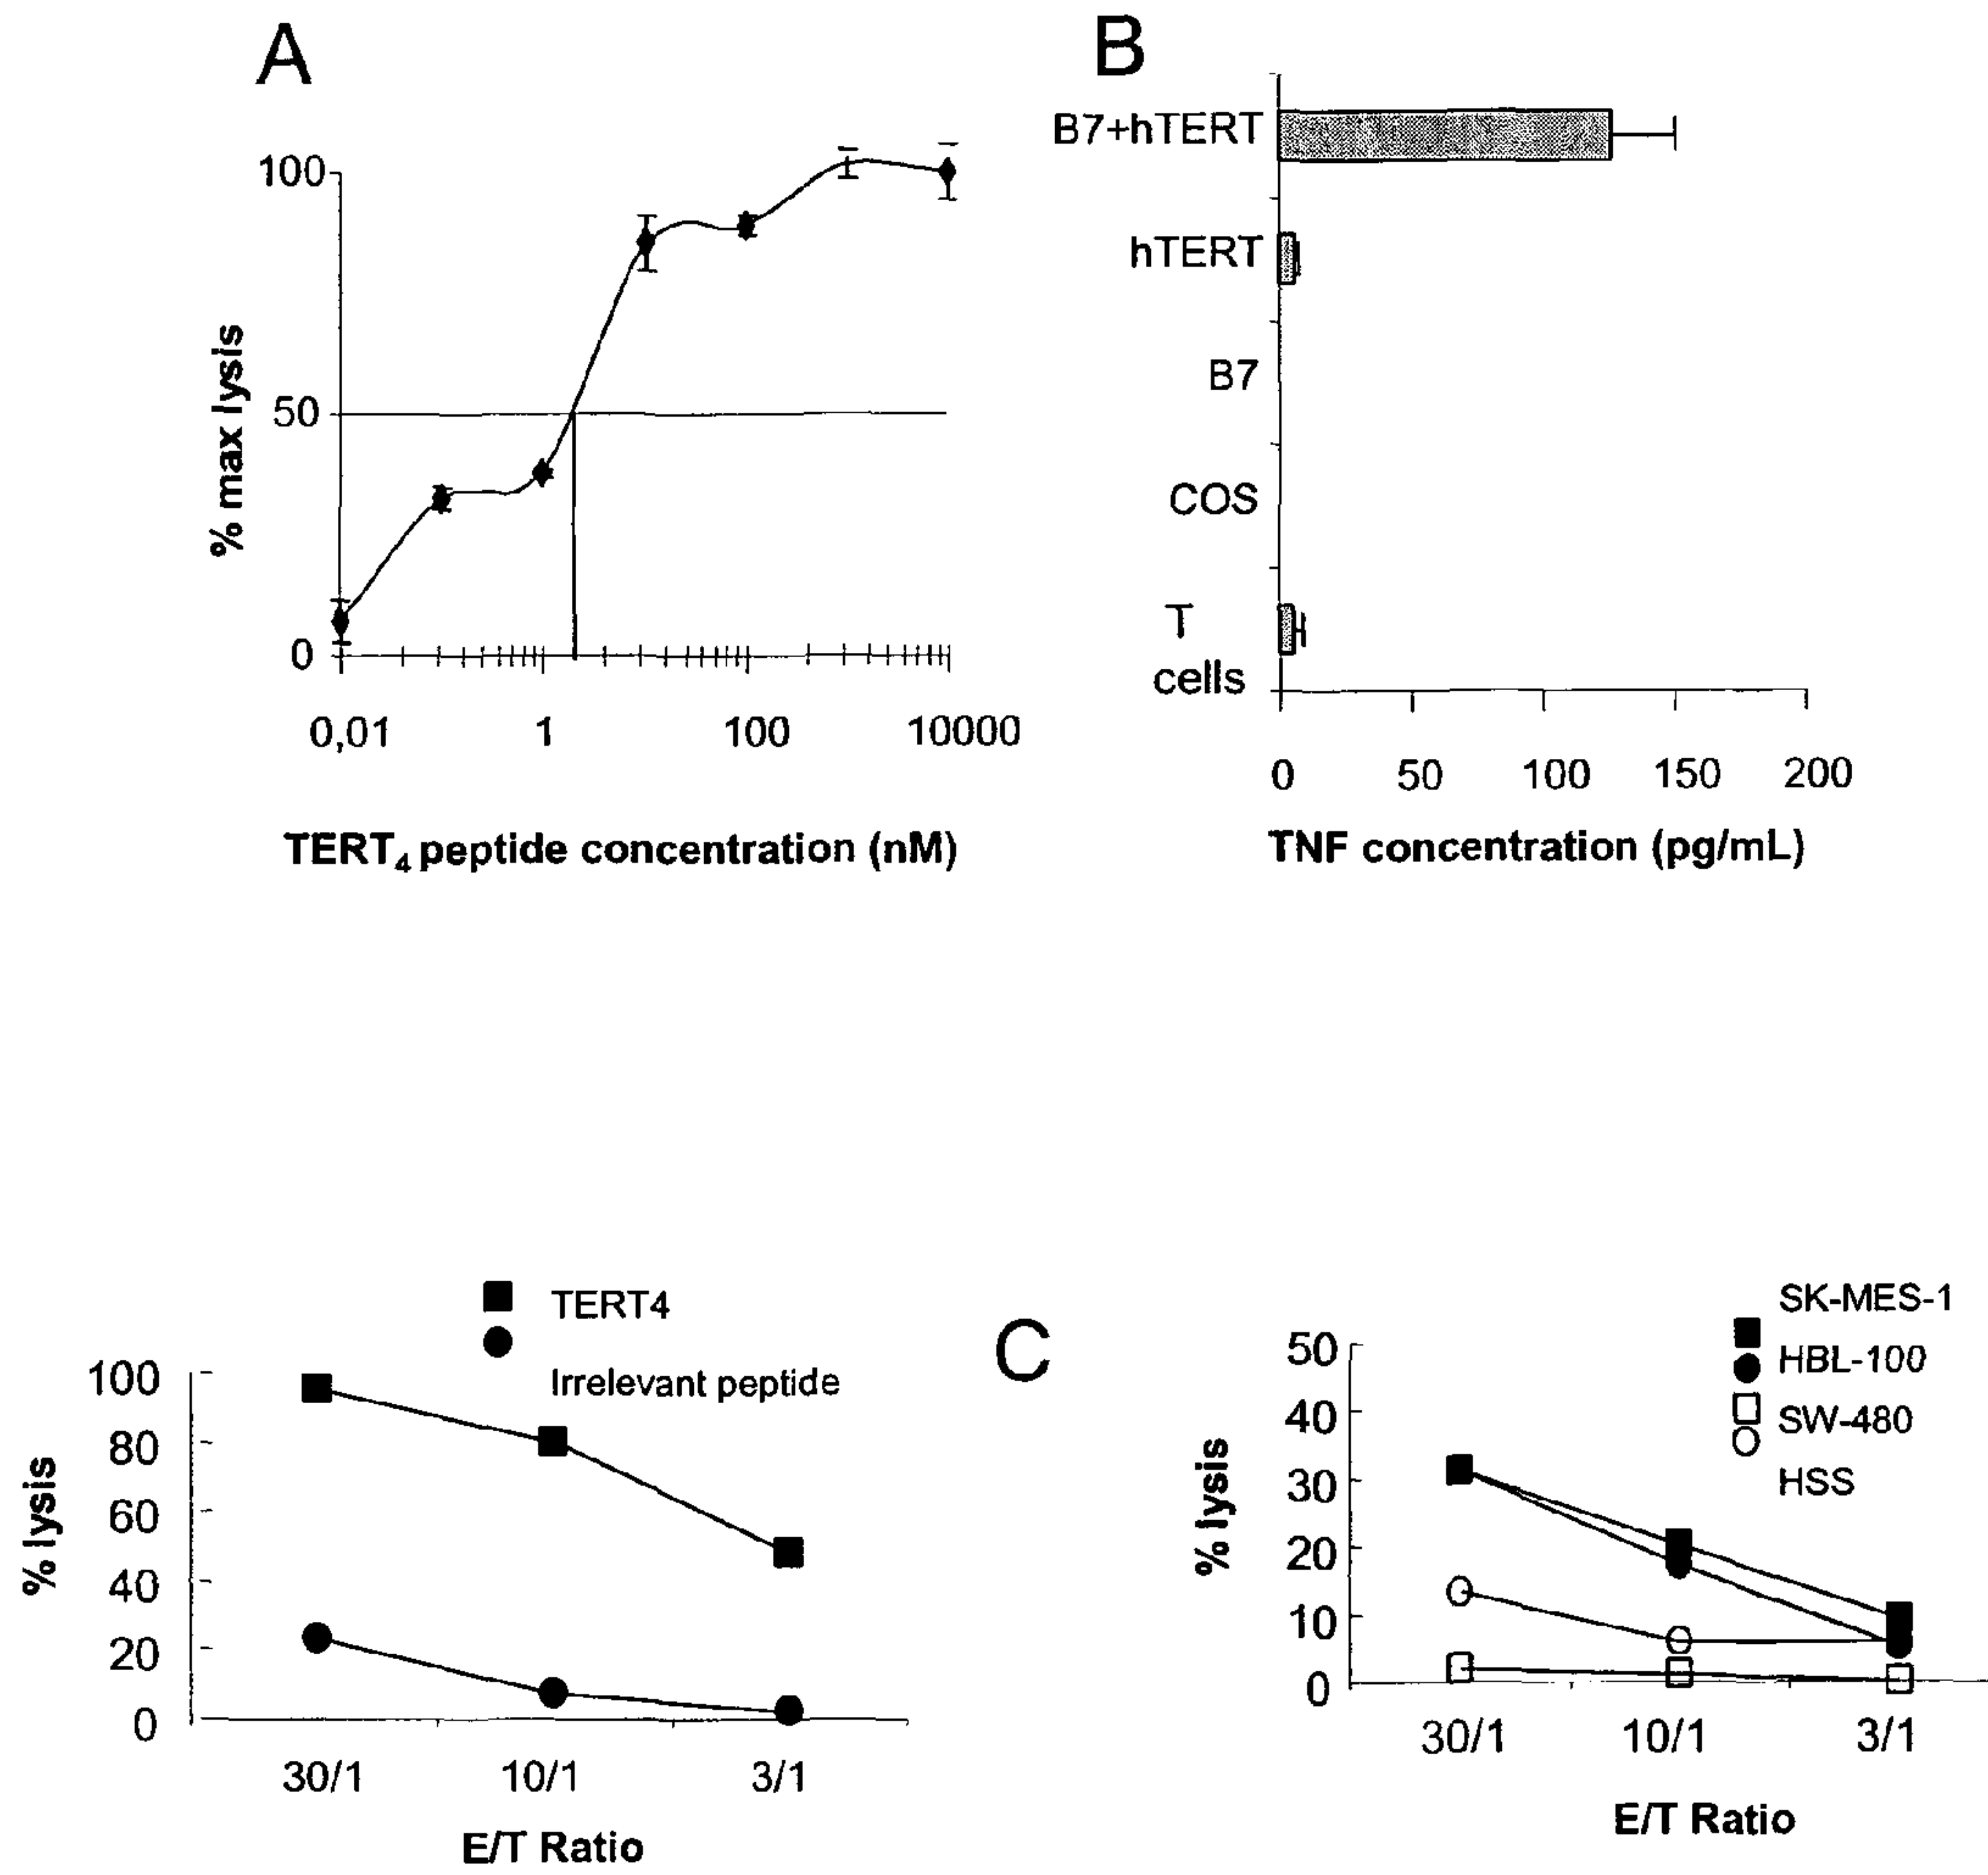 A
100
50
0
% max lysis
0,01 1 100 10000
TERT4 peptide concentration (nM)
B
B7+hTERT
hTERT
B7
COS
T
cells
0 50 100 150 200
TNF concentration (pg/mL)
TERT4
Irrelevant peptide
100
80
60
40
20
0
% lysis
30/1 10/1 3/1
E/T Ratio
C
SK-MES-1
HBL-100
SW-480
HSS
50
40
30
20
10
0
% lysis
30/1 10/1 3/1
E/T Ratio